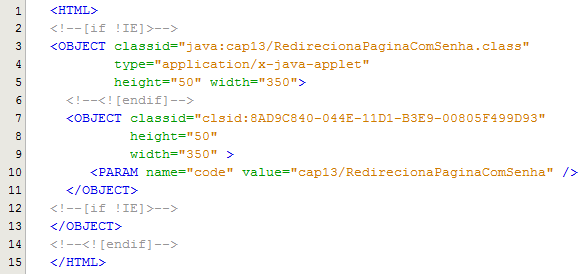 1 <HTML>
2 <!--[if !IE]>-->
3 <OBJECT classid="java:cap13/RedirecionaPaginaComSenha.class"
4 type="application/x-java-applet"
5 height="50" width="350">
6 <!--<![endif]-->
7 <OBJECT classid="clsid:8AD9C840-044E-11D1-B3E9-00805F499D93"
8 height="50"
9 width="350" >
10 <PARAM name="code" value="cap13/RedirecionaPaginaComSenha" />
11 </OBJECT>
12 <!--[if !IE]>-->
13 </OBJECT>
14 <!--<![endif]-->
15 </HTML>